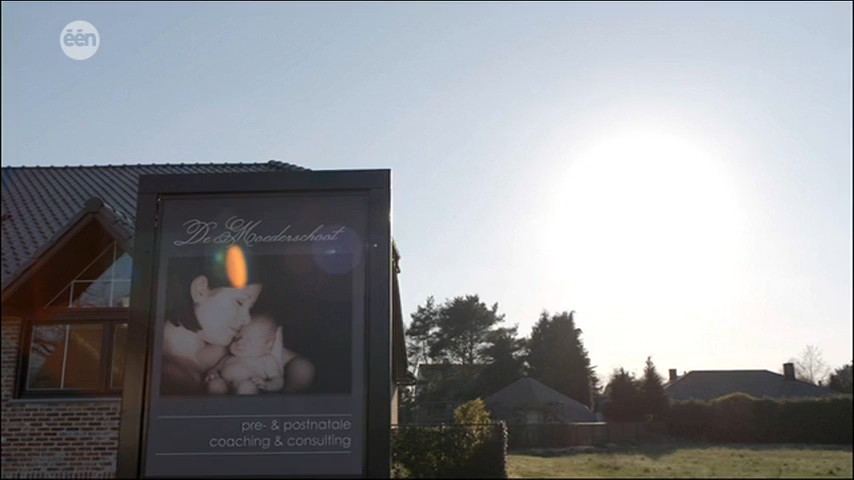 één
De Moederschoot
pre- & postnatale
coaching & consulting